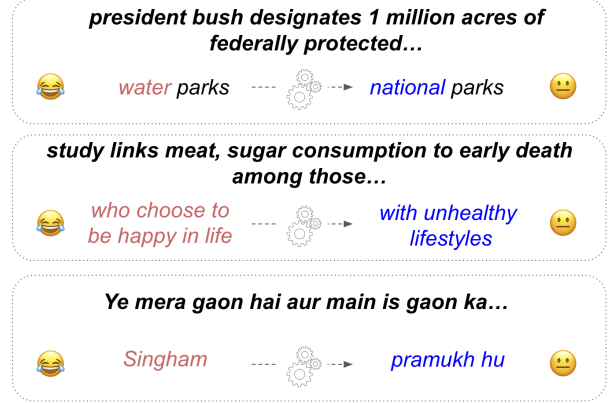 president bush designates 1 million acres of
federally protected…
water parks national parks
study links meat, sugar consumption to early death
among those…
who choose to
be happy in life
with unhealthy
lifestyles
Ye mera gaon hai aur main is gaon ka…
Singham pramukh hu